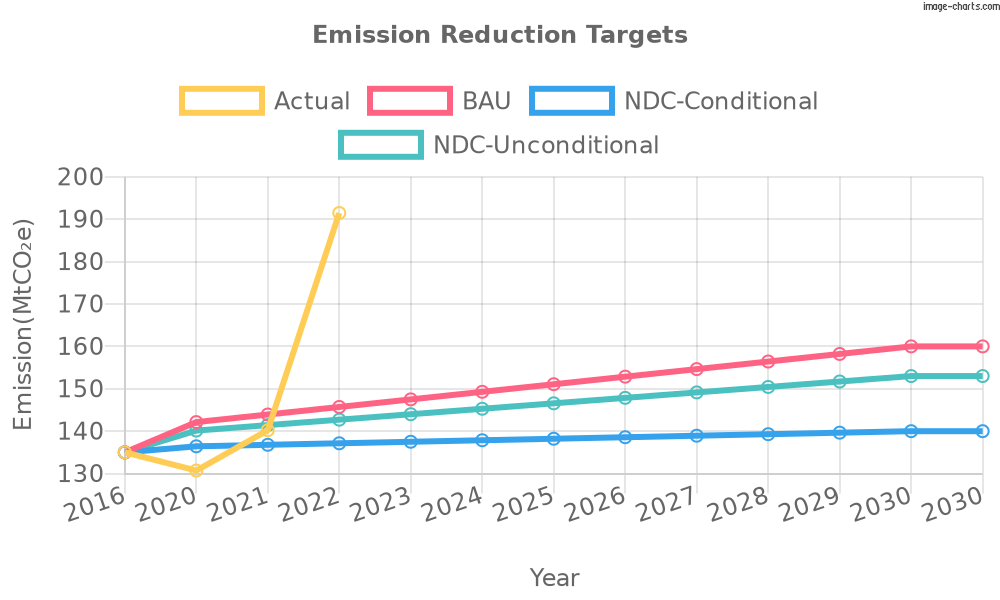 image-charts.com
Emission Reduction Targets
Actual BAU NDC-Conditional
NDC-Unconditional
200
190
180
170
160
150
140
130
Emission(MtCO₂e)
2016 2020 2021 2022 2023 2024 2025 2026 2027 2028 2029 2030 2030
Year